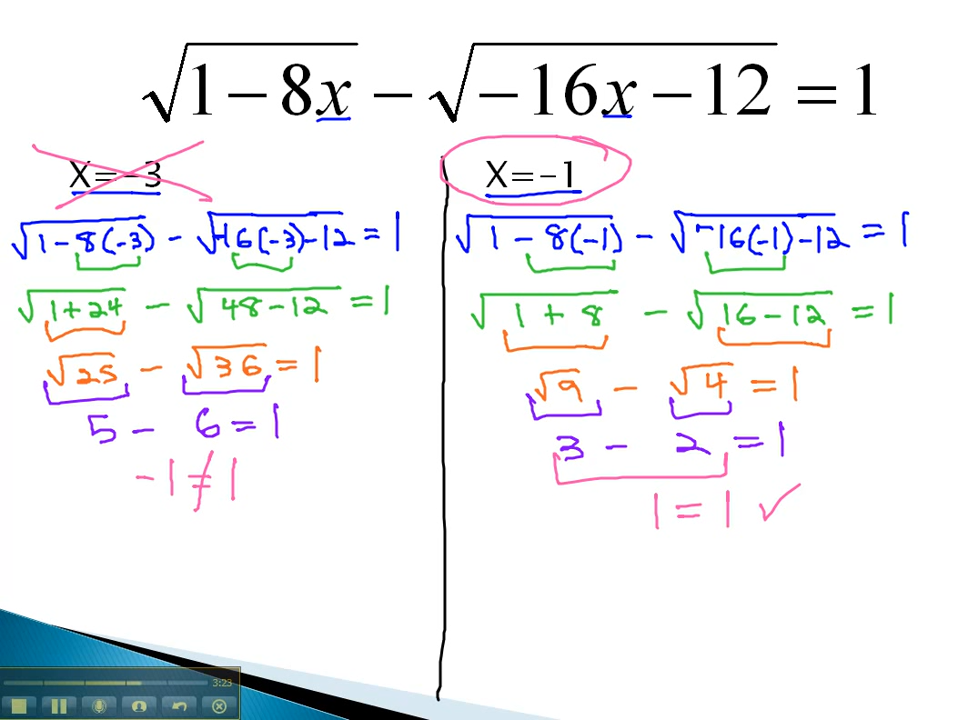 √(1 − 8x) − √(−16x − 12) = 1
X = −3
√(1 − 8(−3)) − √(−16(−3) − 12) = 1
√(1 + 24) − √(48 − 12) = 1
√25 − √36 = 1
5 − 6 = 1
−1 ≠ 1
X = −1
√(1 − 8(−1)) − √(−16(−1) − 12) = 1
√(1 + 8) − √(16 − 12) = 1
√9 − √4 = 1
3 − 2 = 1
1 = 1 ✓
3:23